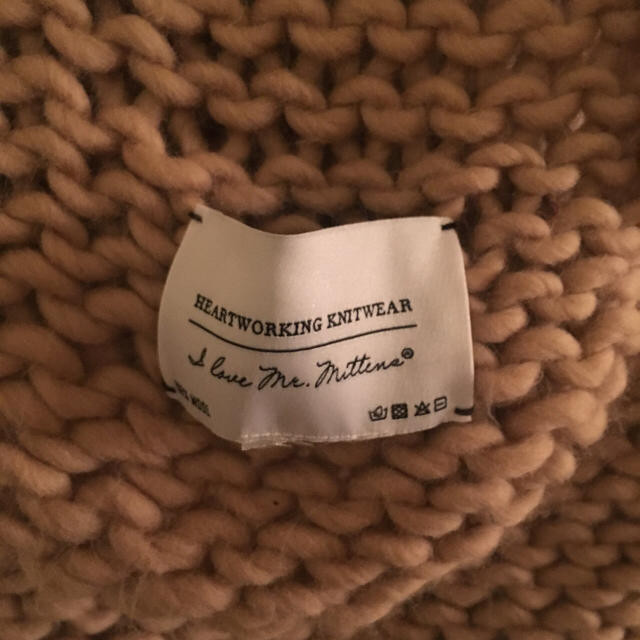 HEARTWORKING KNITWEAR
I love Mr. Mittens®